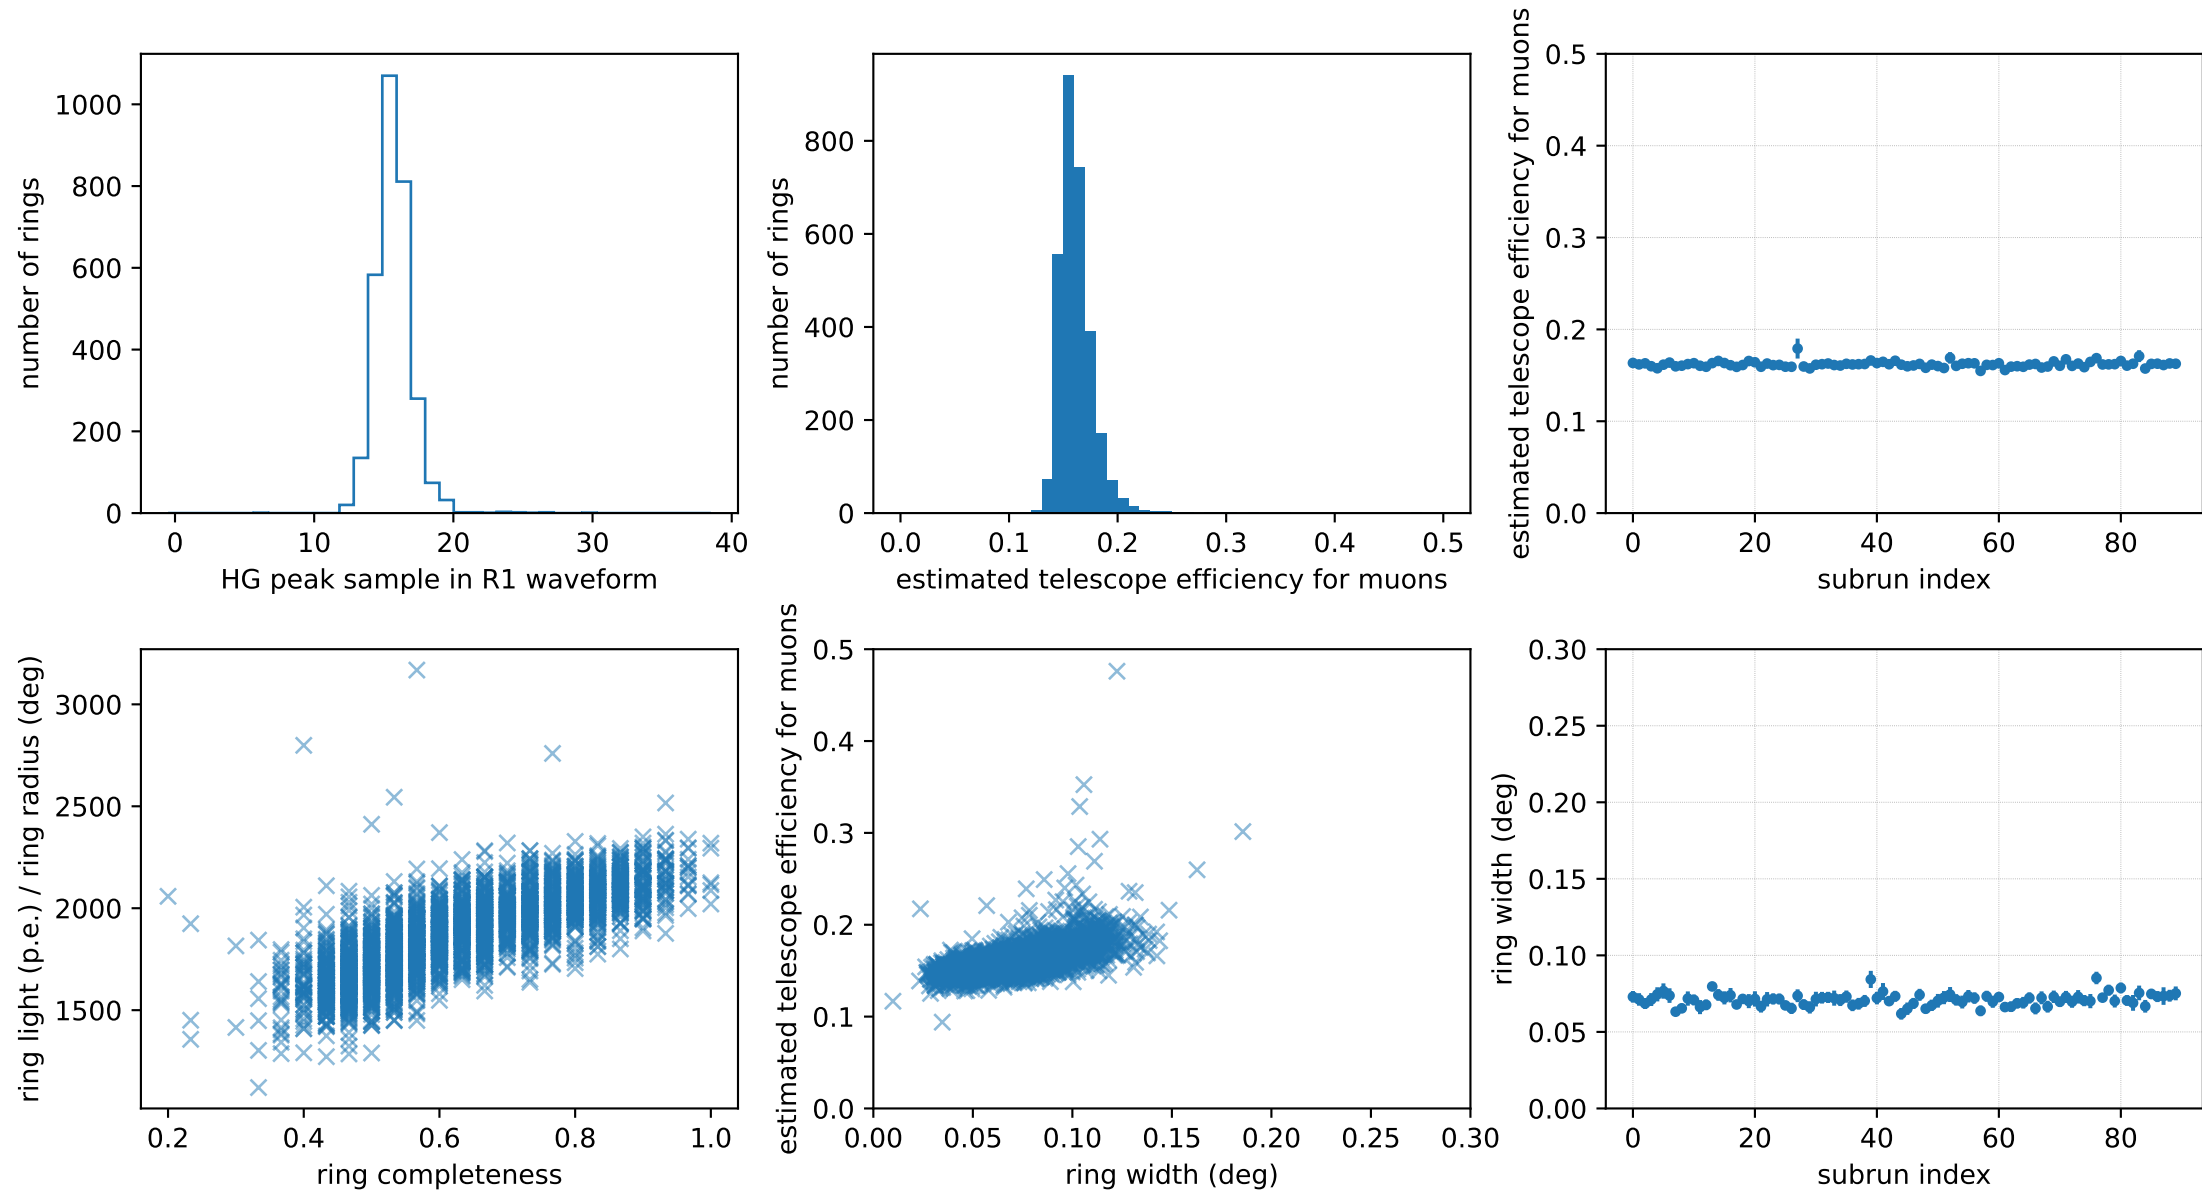 number of rings
1000
800
600
400
200
0
0 10 20 30 40
HG peak sample in R1 waveform
number of rings
800
600
400
200
0
0.0 0.1 0.2 0.3 0.4 0.5
estimated telescope efficiency for muons
estimated telescope efficiency for muons
0.5
0.4
0.3
0.2
0.1
0.0
0 20 40 60 80
subrun index
ring light (p.e.) / ring radius (deg)
3000
2500
2000
1500
0.2 0.4 0.6 0.8 1.0
ring completeness
estimated telescope efficiency for muons
0.5
0.4
0.3
0.2
0.1
0.0
0.00 0.05 0.10 0.15 0.20 0.25 0.30
ring width (deg)
ring width (deg)
0.30
0.25
0.20
0.15
0.10
0.05
0.00
0 20 40 60 80
subrun index